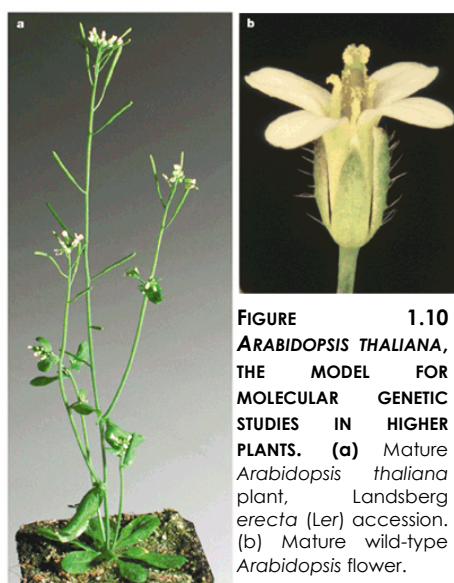 a
b
FIGURE 1.10
ARABIDOPSIS THALIANA,
THE MODEL FOR
MOLECULAR GENETIC
STUDIES IN HIGHER
PLANTS. (a) Mature
Arabidopsis thaliana
plant, Landsberg
erecta (Ler) accession.
(b) Mature wild-type
Arabidopsis flower.